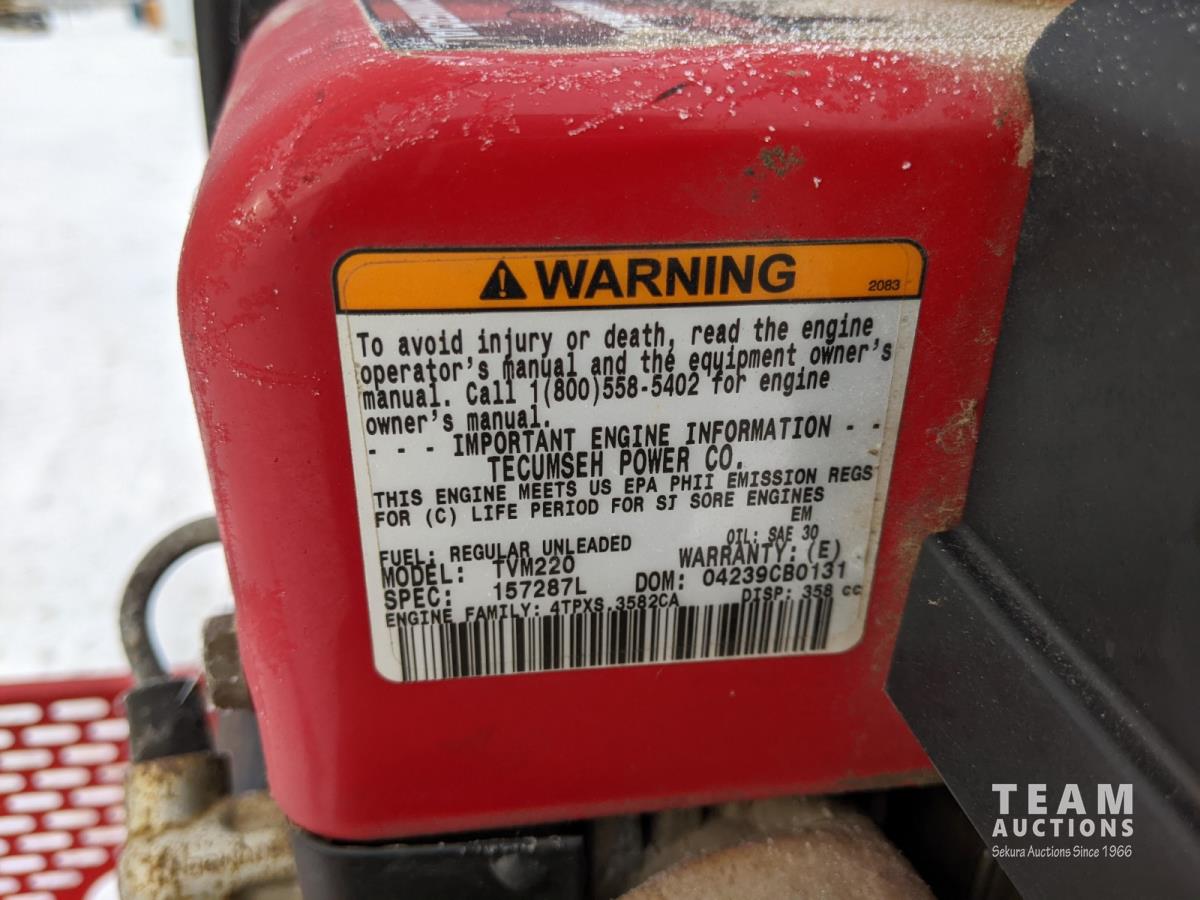 WARNING
2083
To avoid injury or death, read the engine
operator's manual and the equipment owner's
manual. Call 1(800)558-5402 for engine
owner's manual.
- - - IMPORTANT ENGINE INFORMATION - -
TECUMSEH POWER CO.
THIS ENGINE MEETS US EPA PHII EMISSION REGS
FOR (C) LIFE PERIOD FOR SJ SORE ENGINES
EM
FUEL: REGULAR UNLEADED OIL: SAE 30
MODEL: TVM220 WARRANTY: (E)
SPEC: 157287L DOM: 04239CB0131
ENGINE FAMILY: 4TPXS.3582CA DISP: 358 cc
TEAM
AUCTIONS
Sekura Auctions Since 1966